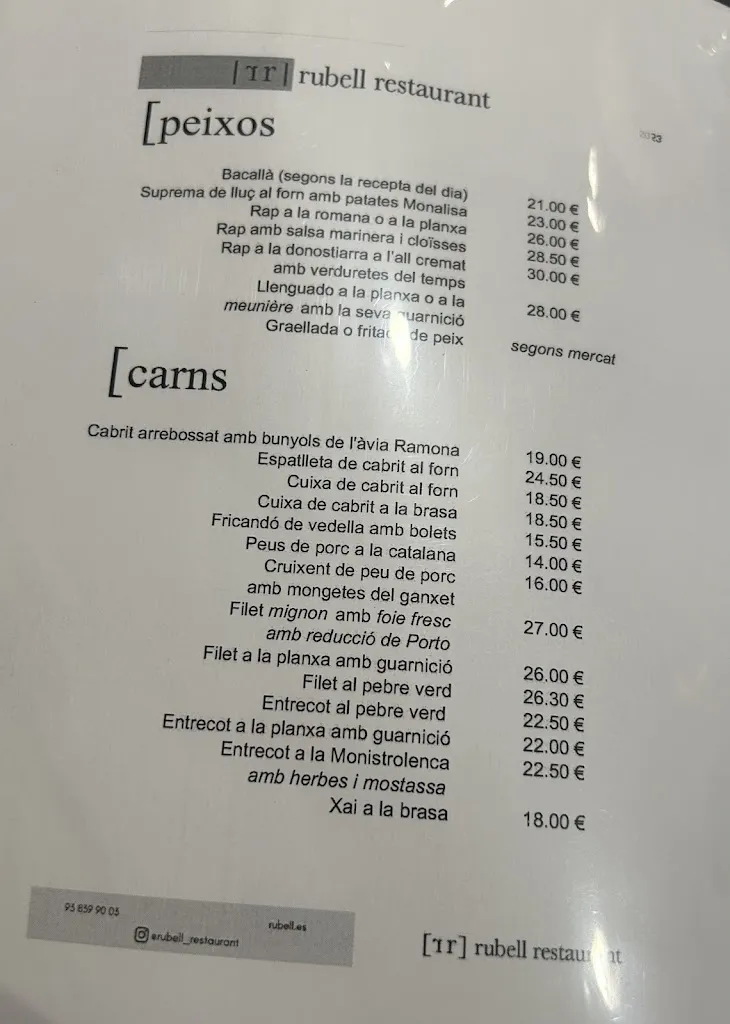 [rr] rubell restaurant
[peixos
2023
Bacallà (segons la recepta del dia) 21.00 €
Suprema de lluç al forn amb patates Monalisa 23.00 €
Rap a la romana o a la planxa 26.00 €
Rap amb salsa marinera i cloïsses 28.50 €
Rap a la donostiarra a l'all cremat 30.00 €
amb verduretes del temps
Llenguado a la planxa o a la 28.00 €
meunière amb la seva guarnició
Graellada o fritada de peix segons mercat
[carns
Cabrit arrebossat amb bunyols de l'àvia Ramona 19.00 €
Espatlleta de cabrit al forn 24.50 €
Cuixa de cabrit al forn 18.50 €
Cuixa de cabrit a la brasa 18.50 €
Fricandó de vedella amb bolets 15.50 €
Peus de porc a la catalana 14.00 €
Cruixent de peu de porc 16.00 €
amb mongetes del ganxet
Filet mignon amb foie fresc 27.00 €
amb reducció de Porto
Filet a la planxa amb guarnició 26.00 €
Filet al pebre verd 26.30 €
Entrecot al pebre verd 22.50 €
Entrecot a la planxa amb guarnició 22.00 €
Entrecot a la Monistrolenca 22.50 €
amb herbes i mostassa
Xai a la brasa 18.00 €
93 839 90 03
rubell.es
@rubell_restaurant
[rr] rubell restaurant